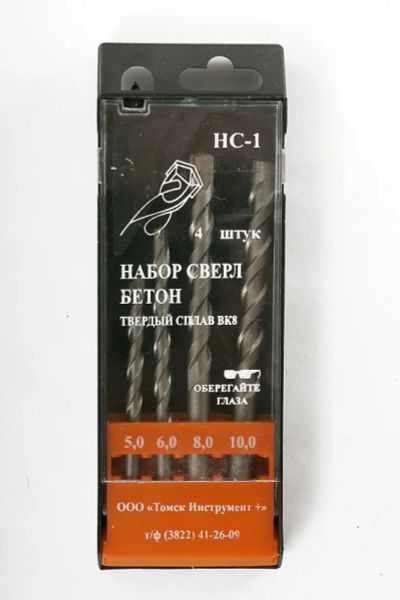 НС-1
4 штук
НАБОР СВЕРЛ
БЕТОН
ТВЕРДЫЙ СПЛАВ ВК8
ОБЕРЕГАЙТЕ
ГЛАЗА
5,0 6,0 8,0 10,0
ООО «Томск Инструмент +»
т/ф (3822) 41-26-09